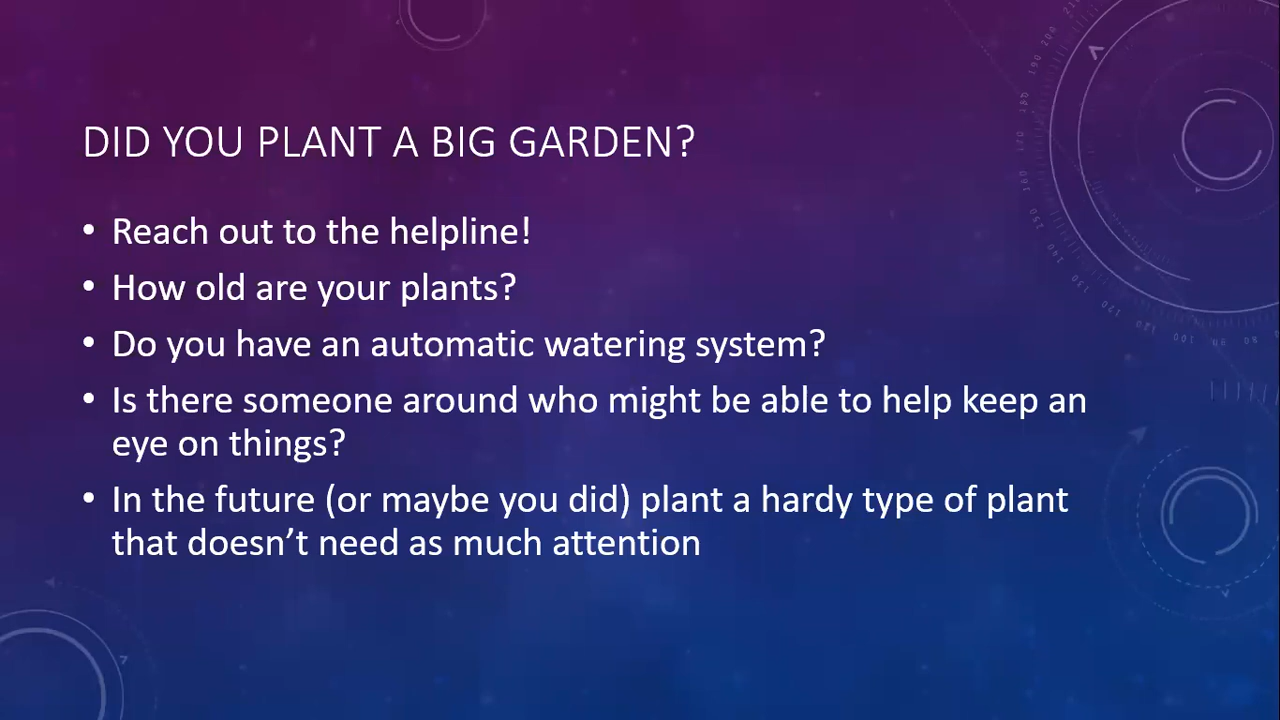 DID YOU PLANT A BIG GARDEN?
• Reach out to the helpline!
• How old are your plants?
• Do you have an automatic watering system?
• Is there someone around who might be able to help keep an
eye on things?
• In the future (or maybe you did) plant a hardy type of plant
that doesn’t need as much attention